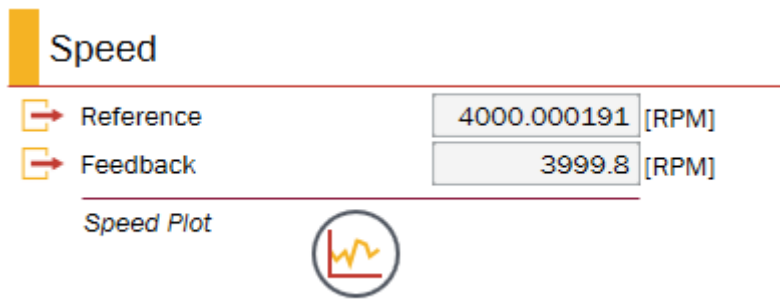 Speed
Reference 4000.000191 [RPM]
Feedback 3999.8 [RPM]
Speed Plot